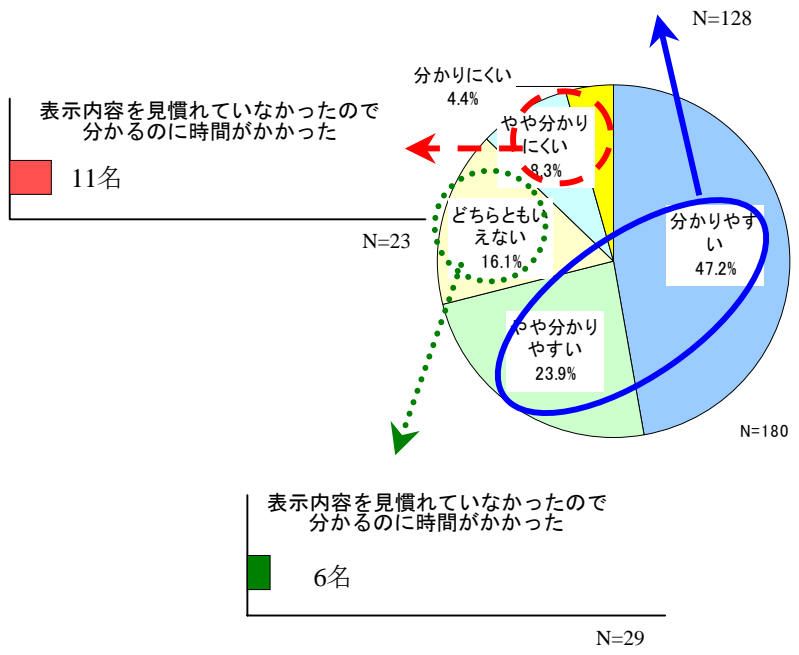 N=128
分かりにくい
4.4%
表示内容を見慣れていなかったので
分かるのに時間がかかった
11名
N=23
やや分かり
にくい
8.3%
どちらともい
えない
16.1%
分かりやす
い
47.2%
やや分かり
やすい
23.9%
N=180
表示内容を見慣れていなかったので
分かるのに時間がかかった
6名
N=29